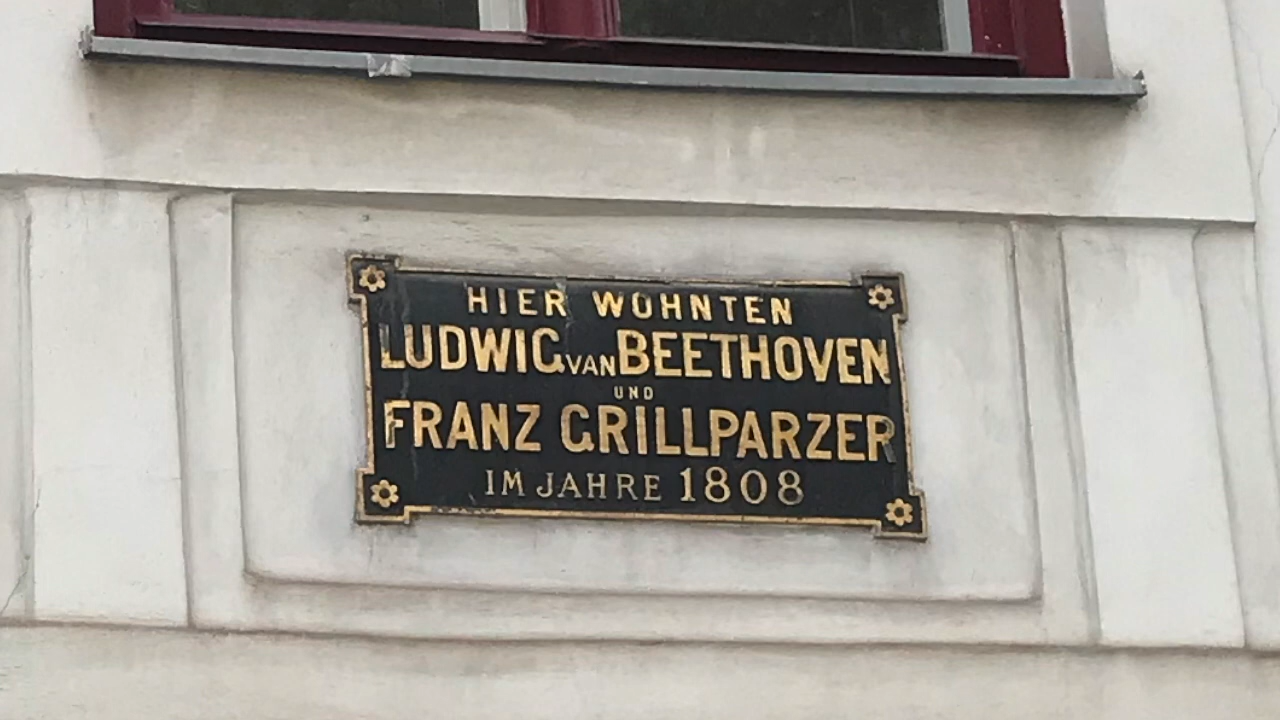 HIER WOHNTEN
LUDWIG VAN BEETHOVEN
UND
FRANZ GRILLPARZER
IM JAHRE 1808